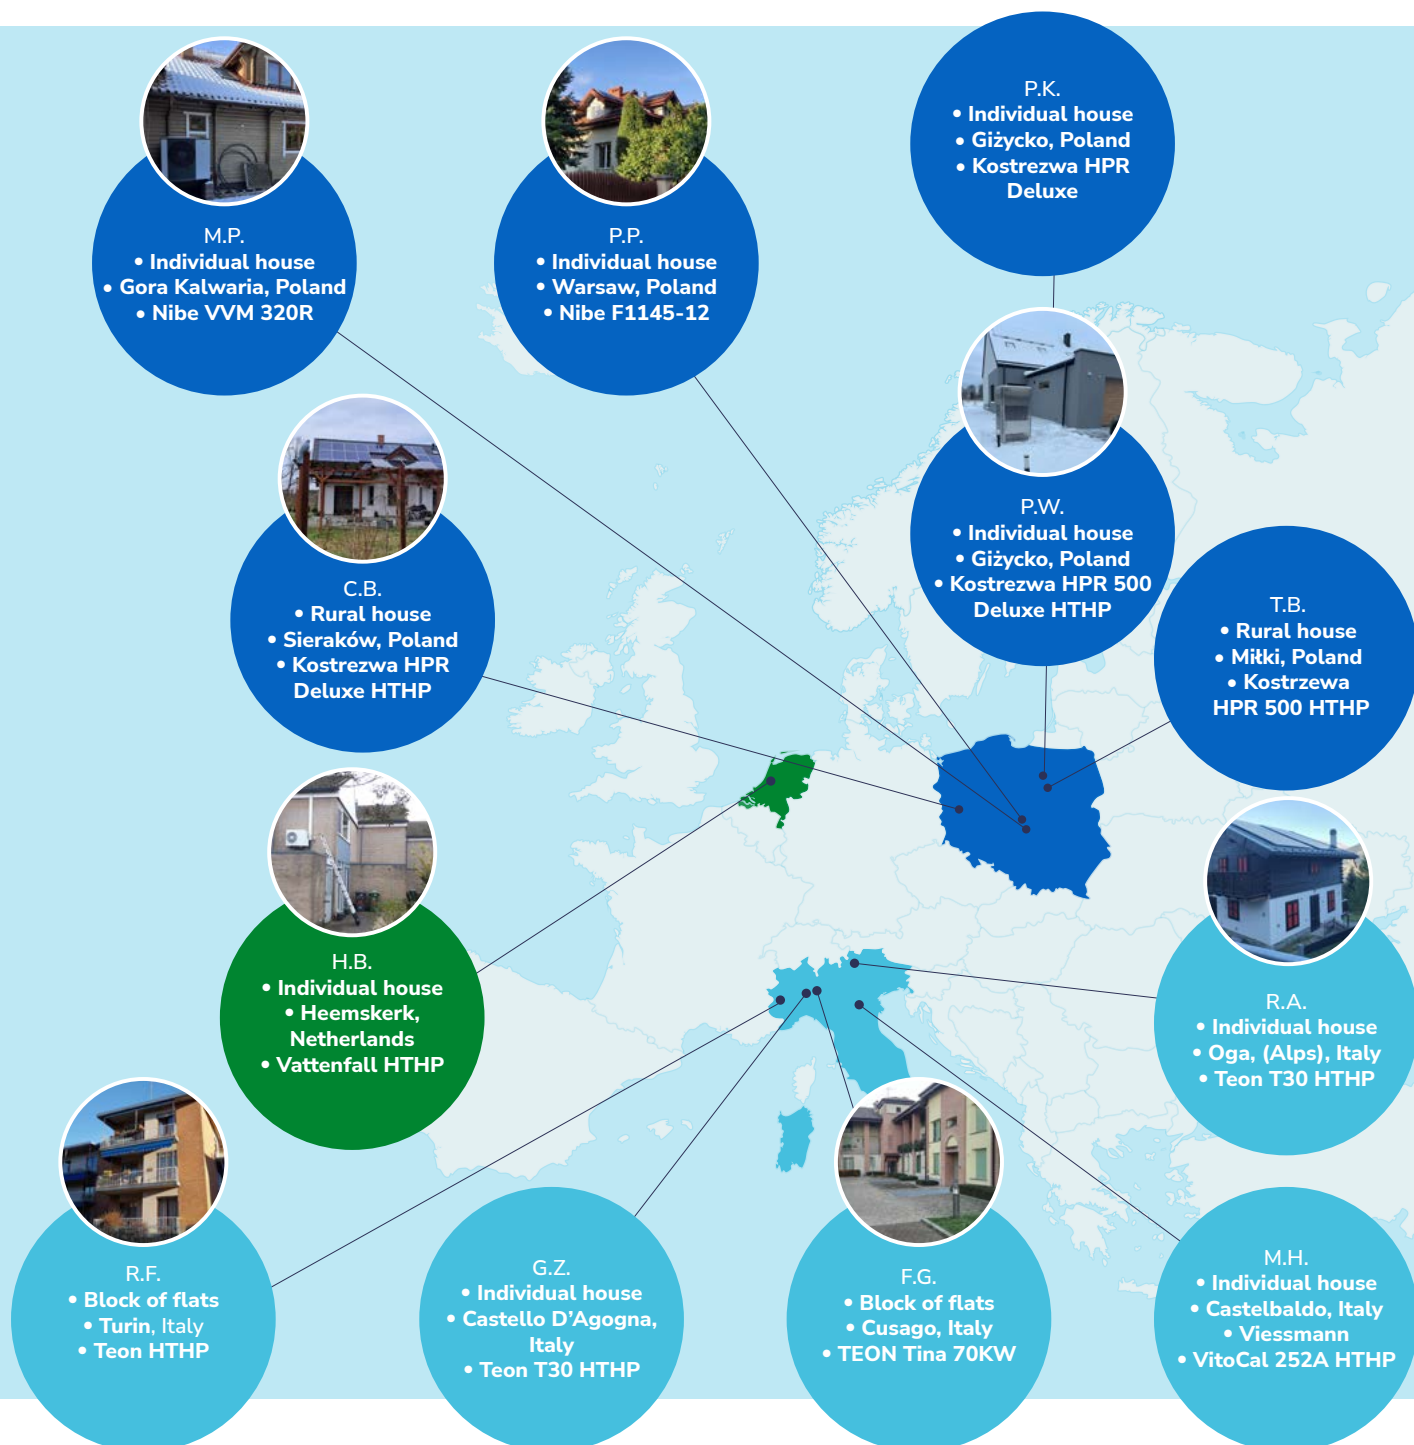 P.K.
• Individual house
• Giżycko, Poland
• Kostrezwa HPR
Deluxe
M.P.
• Individual house
• Gora Kalwaria, Poland
• Nibe VVM 320R
P.P.
• Individual house
• Warsaw, Poland
• Nibe F1145-12
P.W.
• Individual house
• Giżycko, Poland
• Kostrezwa HPR 500
Deluxe HTHP
C.B.
• Rural house
• Sieraków, Poland
• Kostrezwa HPR
Deluxe HTHP
T.B.
• Rural house
• Miłki, Poland
• Kostrzewa
HPR 500 HTHP
H.B.
• Individual house
• Heemskerk,
Netherlands
• Vattenfall HTHP
R.A.
• Individual house
• Oga, (Alps), Italy
• Teon T30 HTHP
R.F.
• Block of flats
• Turin, Italy
• Teon HTHP
G.Z.
• Individual house
• Castello D'Agogna,
Italy
• Teon T30 HTHP
F.G.
• Block of flats
• Cusago, Italy
• TEON Tina 70KW
M.H.
• Individual house
• Castelbaldo, Italy
• Viessmann
• VitoCal 252A HTHP